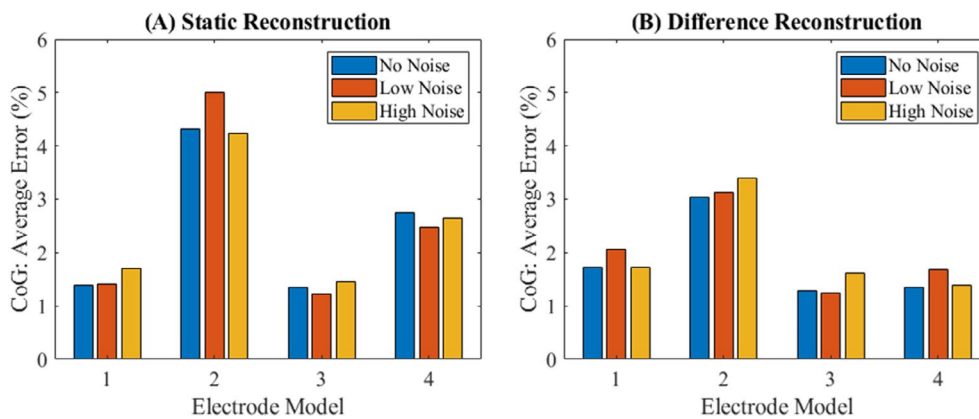 (A) Static Reconstruction
CoG: Average Error (%)
6
5
4
3
2
1
0
No Noise
Low Noise
High Noise
1 2 3 4
Electrode Model
(B) Difference Reconstruction
CoG: Average Error (%)
6
5
4
3
2
1
0
No Noise
Low Noise
High Noise
1 2 3 4
Electrode Model